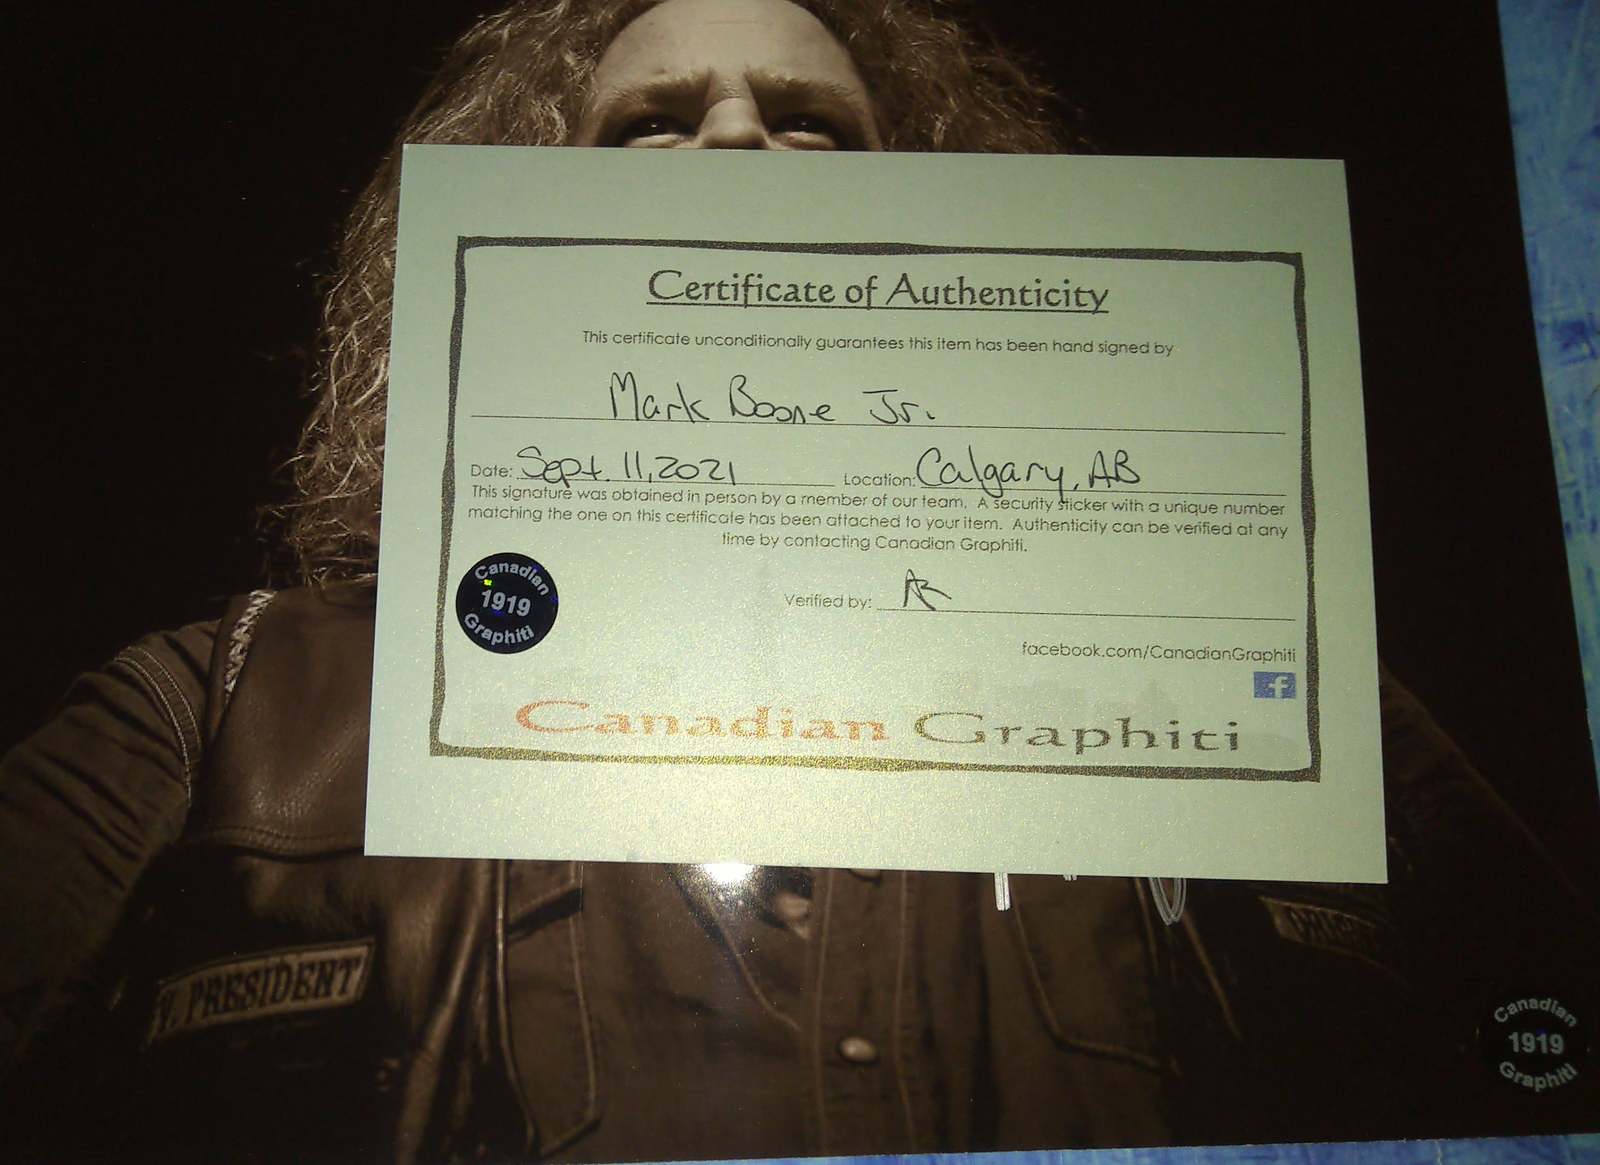 Certificate of Authenticity
This certificate unconditionally guarantees this item has been hand signed by
Mark Boone Jr.
Date: Sept. 11, 2021 Location: Calgary, AB
This signature was obtained in person by a member of our team. A security sticker with a unique number
matching the one on this certificate has been attached to your item. Authenticity can be verified at any
time by contacting Canadian Graphiti.
Verified by:
Canadian
1919
Graphiti
facebook.com/CanadianGraphiti
f
Canadian Graphiti
V. PRESIDENT
Canadian
1919
Graphiti